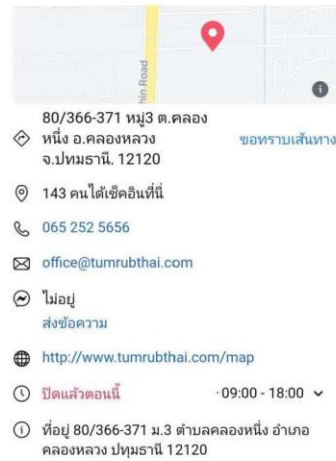 hin Road
80/366-371 หมู่3 ต.คลอง
หนึ่ง อ.คลองหลวง
จ.ปทมธานี. 12120
ขอทราบเส้นทาง
143 คนได้เช็คอินที่นี่
065 252 5656
office@tumrubthai.com
ไม่อยู่
ส่งข้อความ
http://www.tumrubthai.com/map
ปิดแล้วตอนนี้ · 09:00 - 18:00
ที่อยู่ 80/366-371 ม.3 ตำบลคลองหนึ่ง อำเภอ
คลองหลวง ปทุมธานี 12120